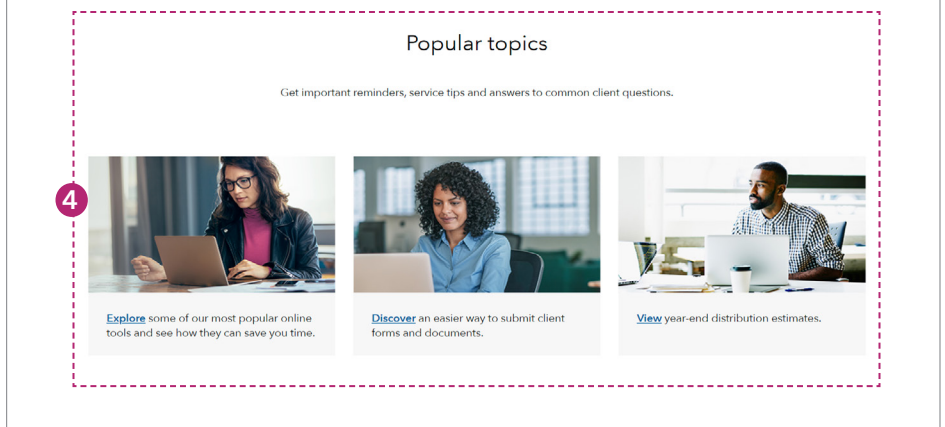 Popular topics
Get important reminders, service tips and answers to common client questions.
4
Explore some of our most popular online
tools and see how they can save you time.
Discover an easier way to submit client
forms and documents.
View year-end distribution estimates.